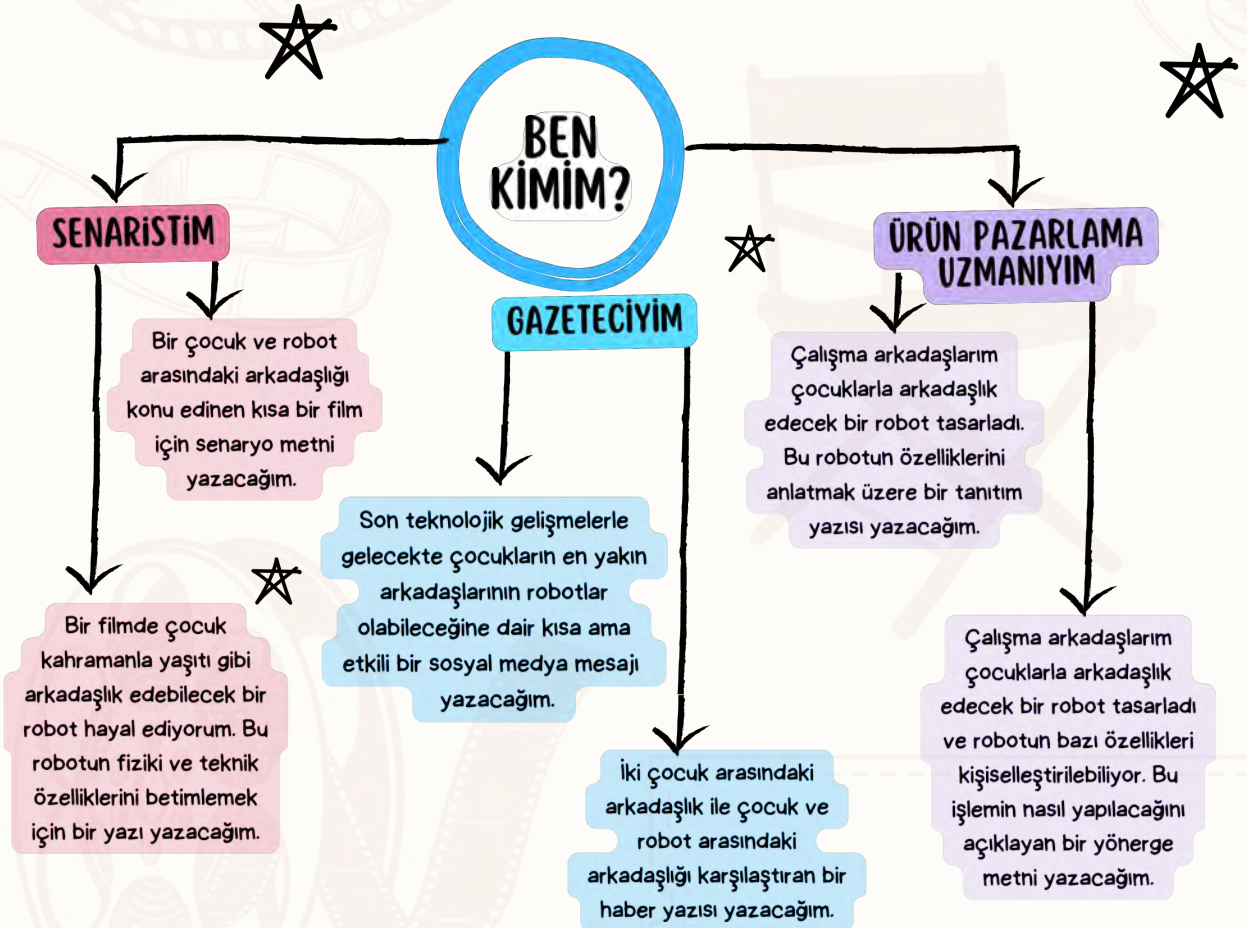 BEN
KİMİM?
SENARİSTİM
Bir çocuk ve robot
arasındaki arkadaşlığı
konu edinen kısa bir film
için senaryo metni
yazacağım.
Bir filmde çocuk
kahramanla yaşıtı gibi
arkadaşlık edebilecek bir
robot hayal ediyorum. Bu
robotun fiziki ve teknik
özelliklerini betimlemek
için bir yazı yazacağım.
GAZETECİYİM
Son teknolojik gelişmelerle
gelecekte çocukların en yakın
arkadaşlarının robotlar
olabileceğine dair kısa ama
etkili bir sosyal medya mesajı
yazacağım.
İki çocuk arasındaki
arkadaşlık ile çocuk ve
robot arasındaki
arkadaşlığı karşılaştıran bir
haber yazısı yazacağım.
ÜRÜN PAZARLAMA
UZMANIYIM
Çalışma arkadaşlarım
çocuklarla arkadaşlık
edecek bir robot tasarladı.
Bu robotun özelliklerini
anlatmak üzere bir tanıtım
yazısı yazacağım.
Çalışma arkadaşlarım
çocuklarla arkadaşlık
edecek bir robot tasarladı
ve robotun bazı özellikleri
kişiselleştirilebiliyor. Bu
işlemin nasıl yapılacağını
açıklayan bir yönerge
metni yazacağım.